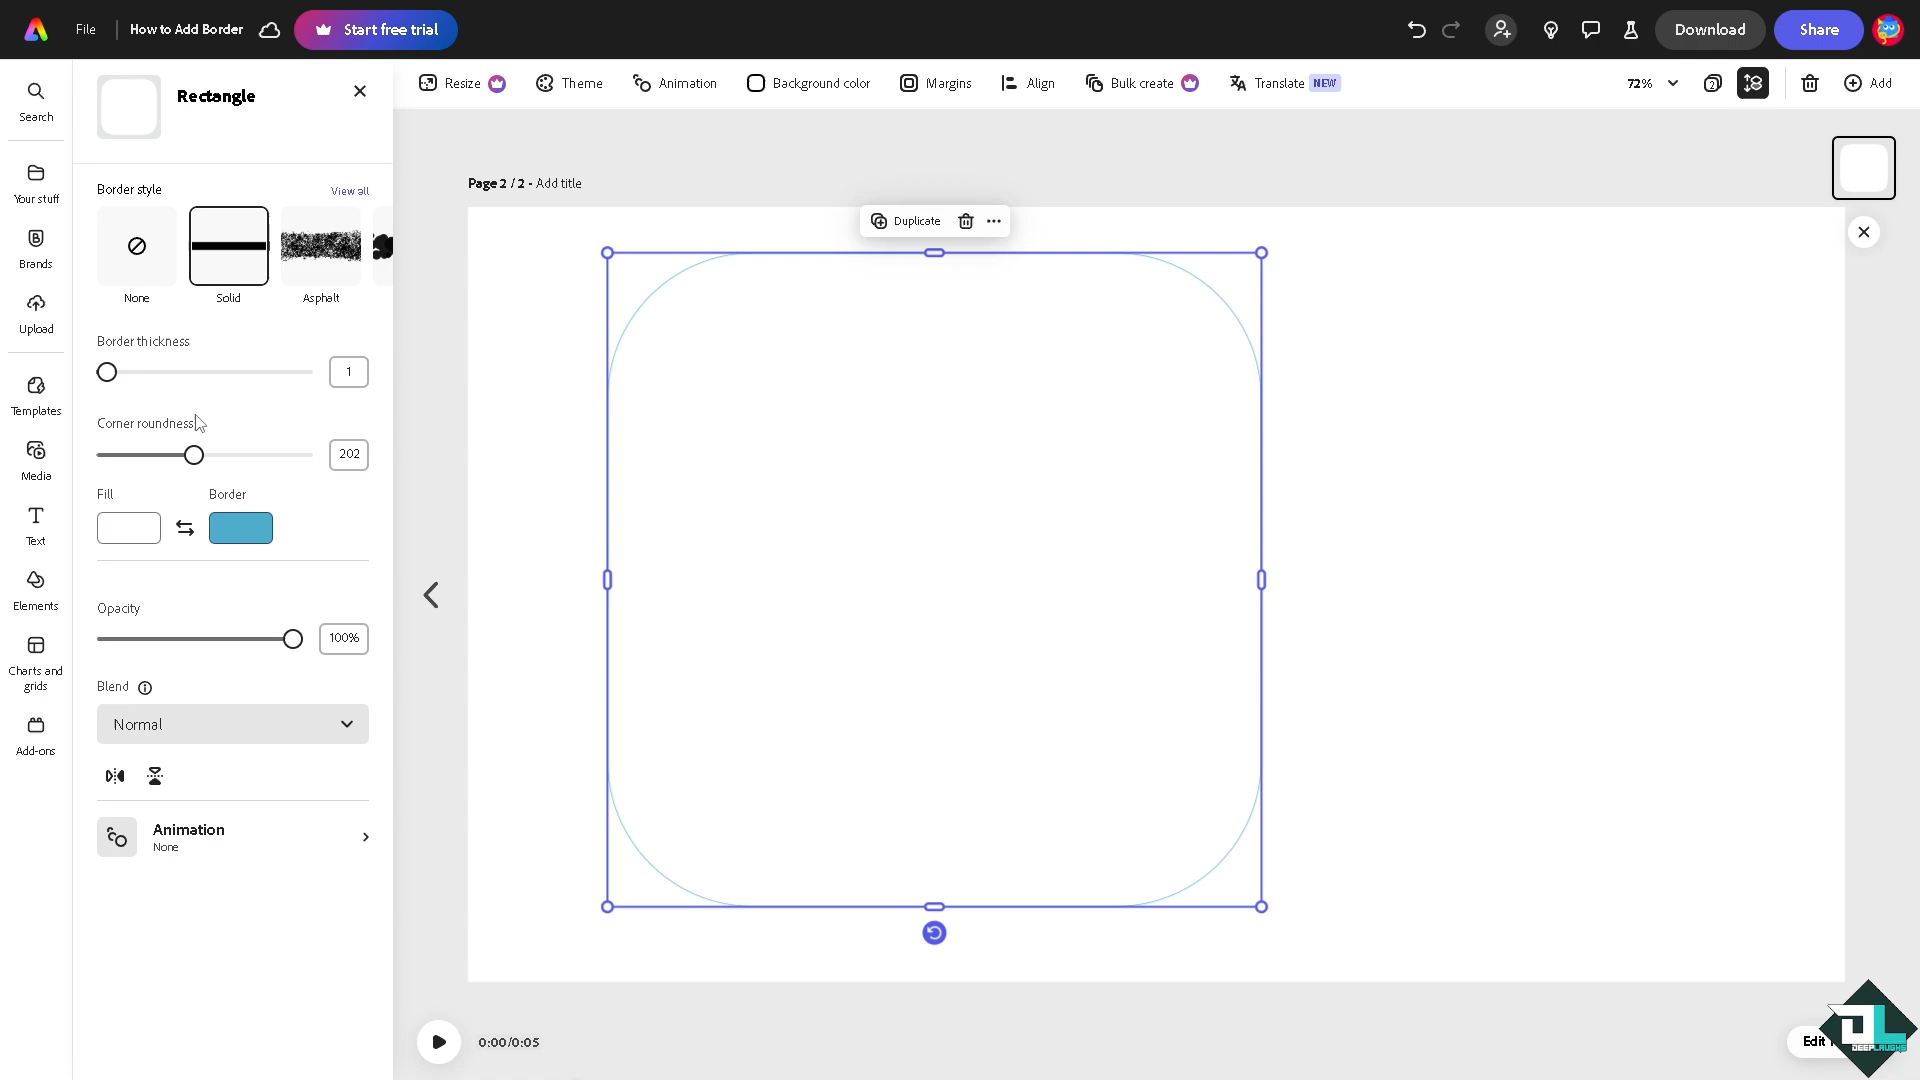 File
How to Add Border
Start free trial
Download
Share
Search
Your stuff
Brands
Upload
Templates
Media
Text
Elements
Charts and
grids
Add-ons
Rectangle
Border style
View all
None
Solid
Asphalt
Border thickness
1
Corner roundness
202
Fill
Border
Opacity
100%
Blend
Normal
Animation
None
Resize
Theme
Animation
Background color
Margins
Align
Bulk create
Translate NEW
72%
2
Add
Page 2 / 2 - Add title
Duplicate
0:00/0:05
Edit
DEEPLAUGHS